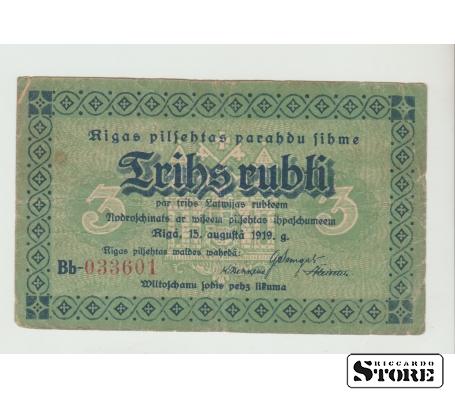 Rigas pilsehtas parahdu sihme
Trihs rubli
3 3
par trihs Latwijas rubleem
Nodroschinats ar wiseem pilsehtas ihpaschumeem
Rigâ, 15. augustâ 1919. g.
Rigas pilsehtas waldes wahrdâ:
Bb-033601
Wiltoschanu sodis pehz likuma
RICCARDO
STORE